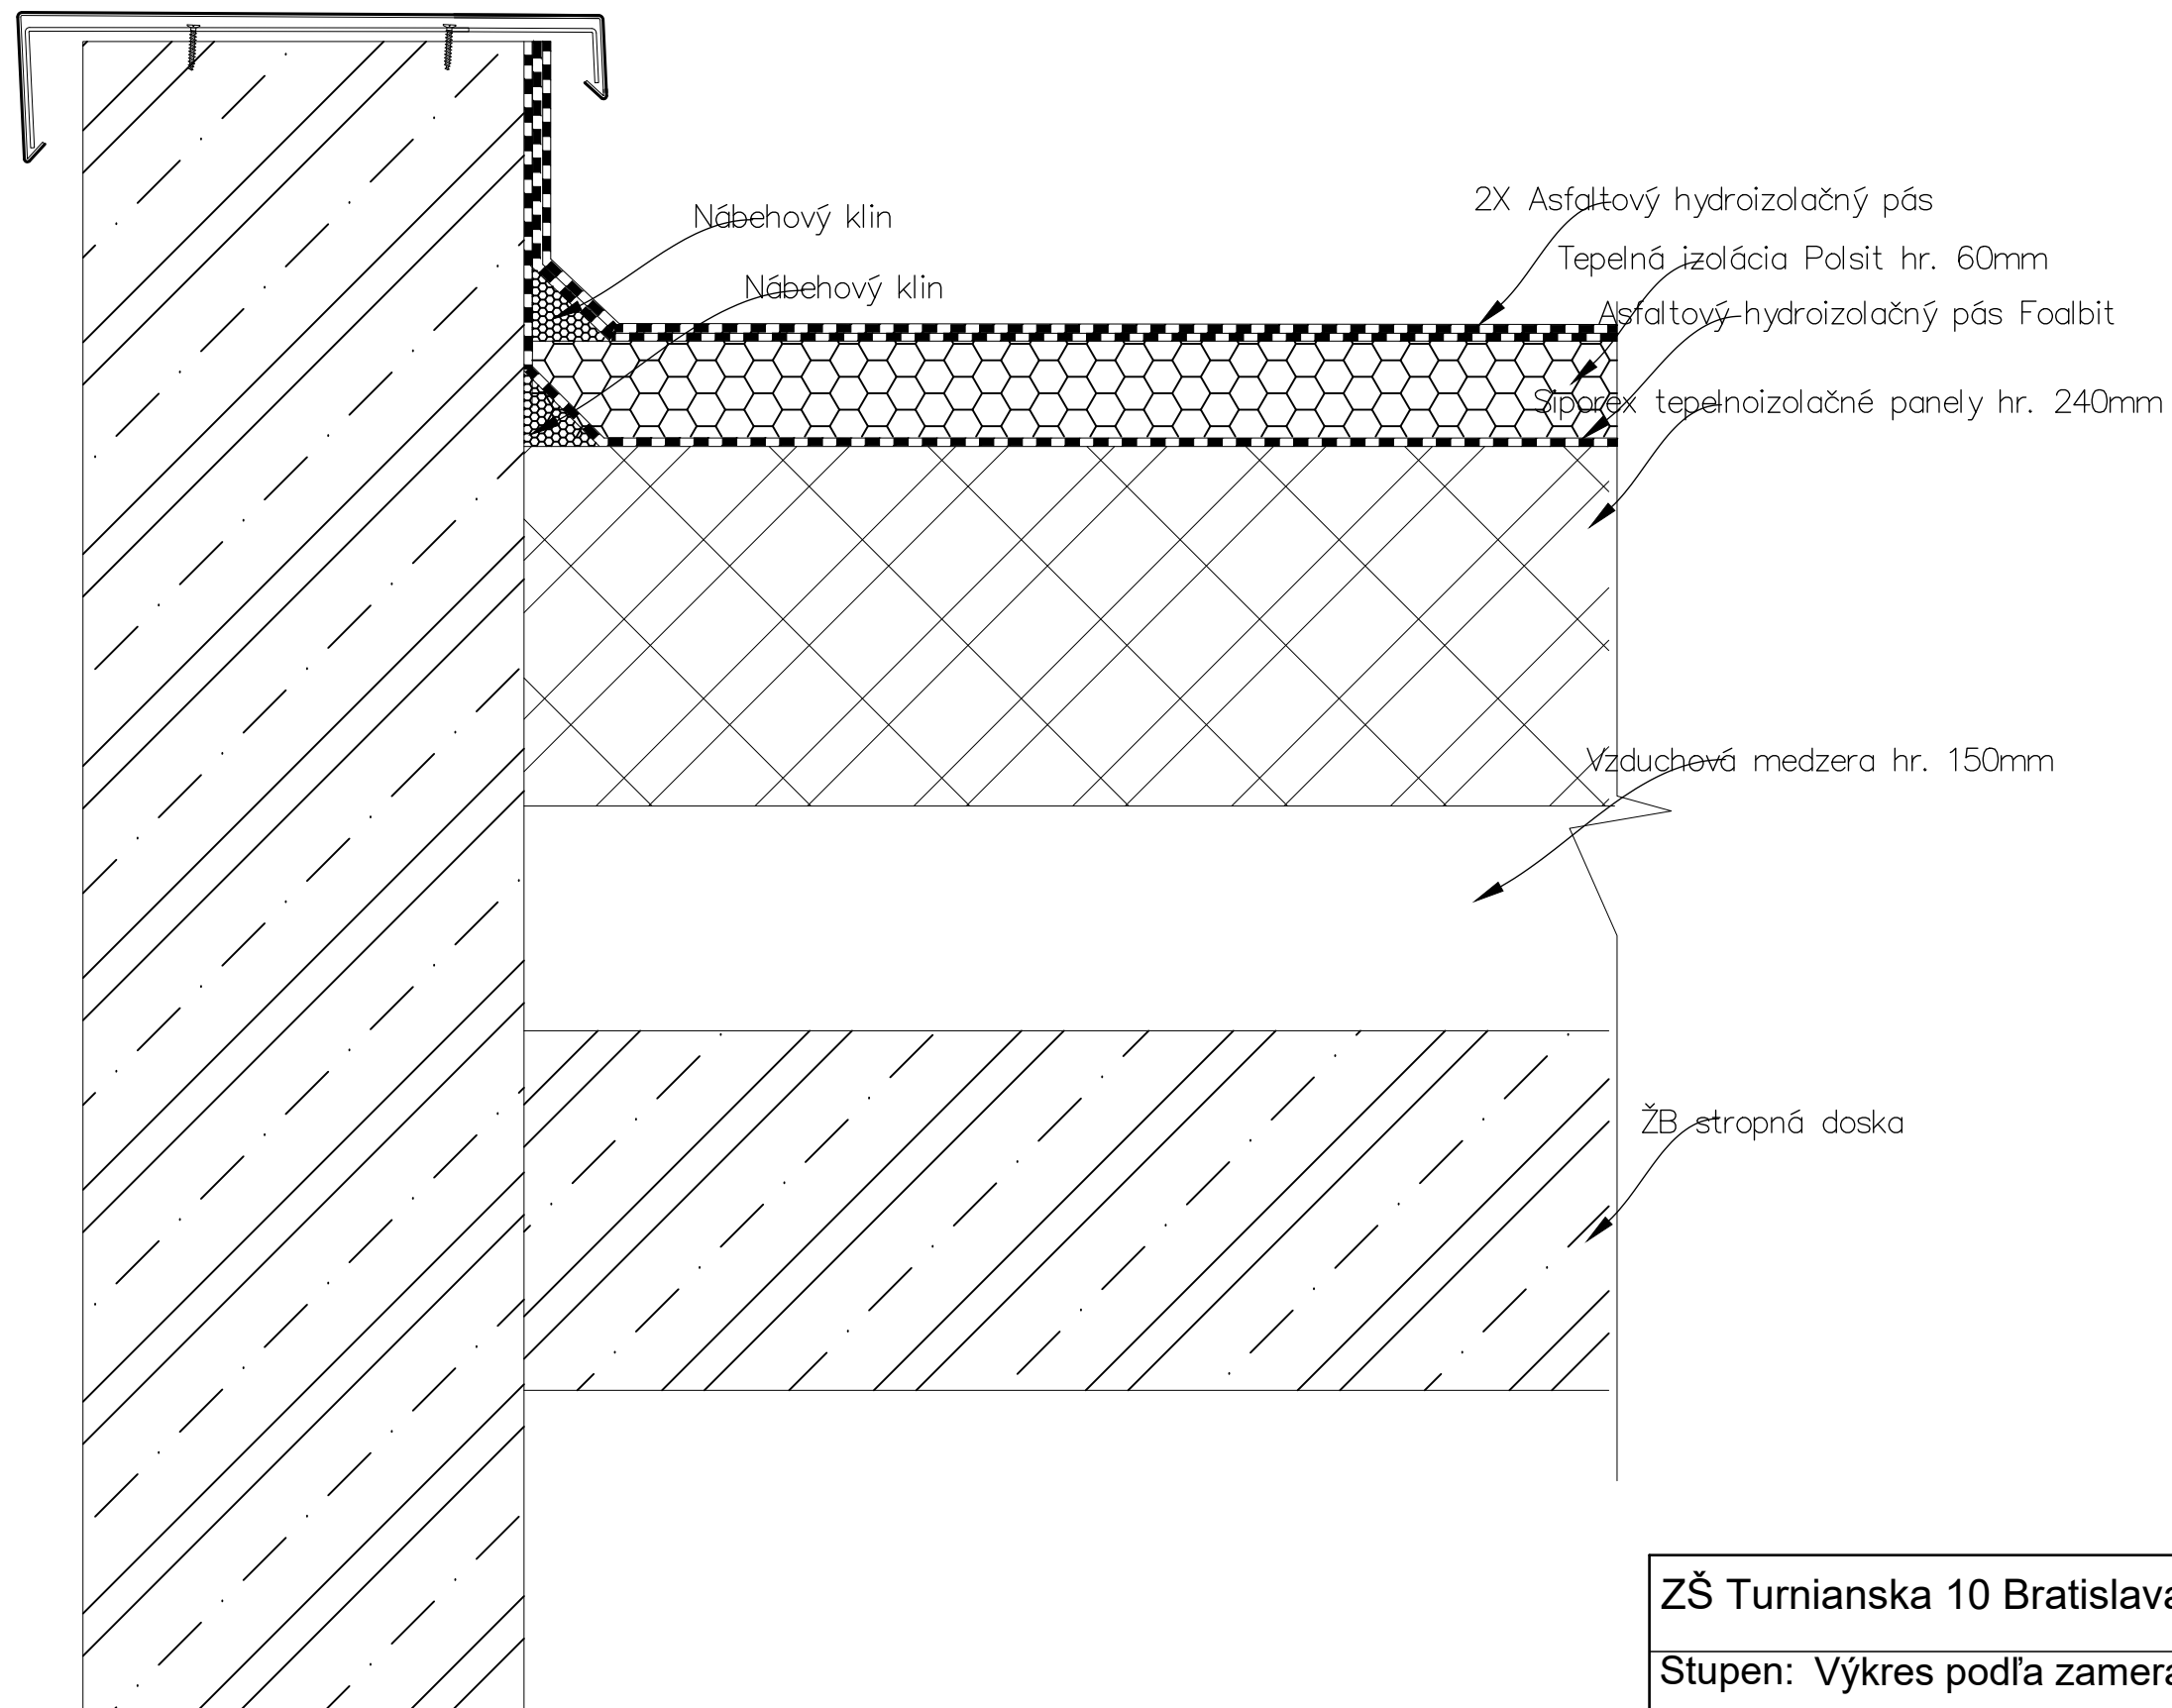 2X Asfaltový hydroizolačný pás
Nábehový klin
Tepelná izolácia Polsit hr. 60mm
Nábehový klin
Asfaltový hydroizolačný pás Foalbit
Siporex tepelnoizolačné panely hr. 240mm
Vzduchová medzera hr. 150mm
ŽB stropná doska
ZŠ Turnianska 10 Bratislava
Stupen: Výkres podľa zamera